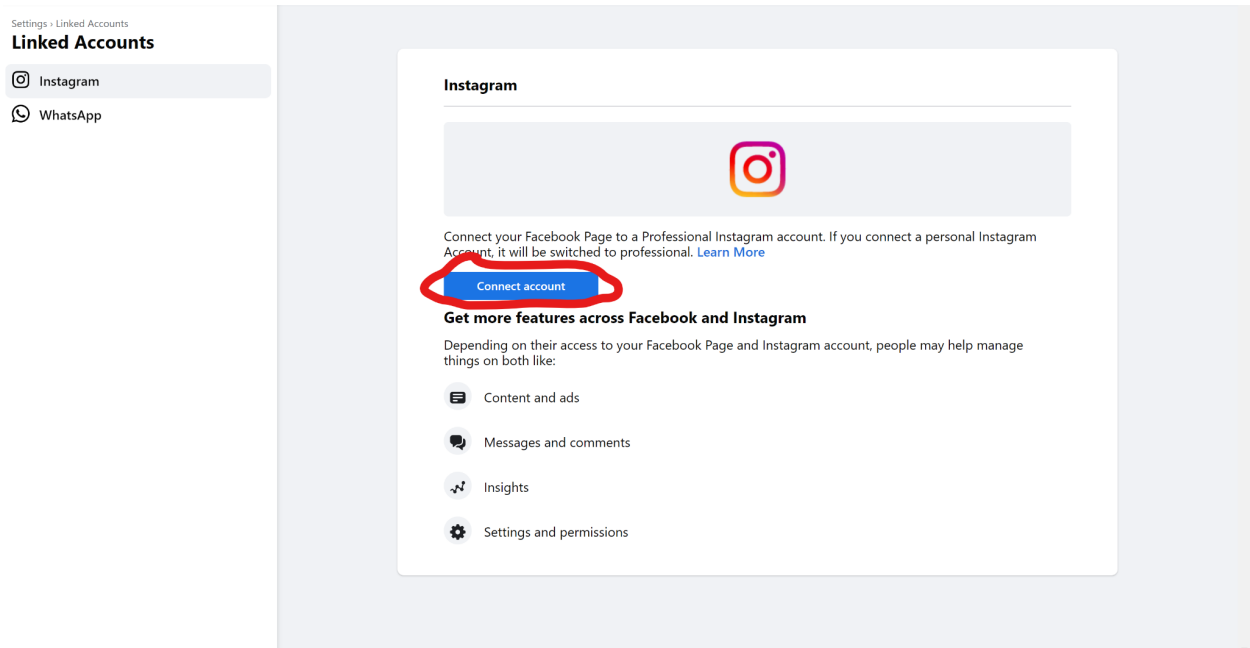 Settings › Linked Accounts
Linked Accounts
Instagram
WhatsApp
Instagram
Connect your Facebook Page to a Professional Instagram account. If you connect a personal Instagram
Account, it will be switched to professional. Learn More
Connect account
Get more features across Facebook and Instagram
Depending on their access to your Facebook Page and Instagram account, people may help manage
things on both like:
Content and ads
Messages and comments
Insights
Settings and permissions